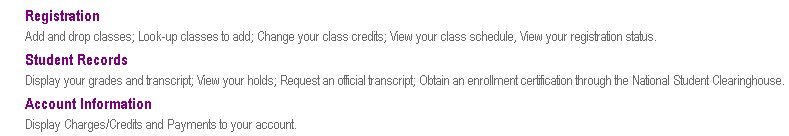 Registration
Add and drop classes; Look-up classes to add; Change your class credits; View your class schedule, View your registration status.
Student Records
Display your grades and transcript; View your holds; Request an official transcript; Obtain an enrollment certification through the National Student Clearinghouse.
Account Information
Display Charges/Credits and Payments to your account.